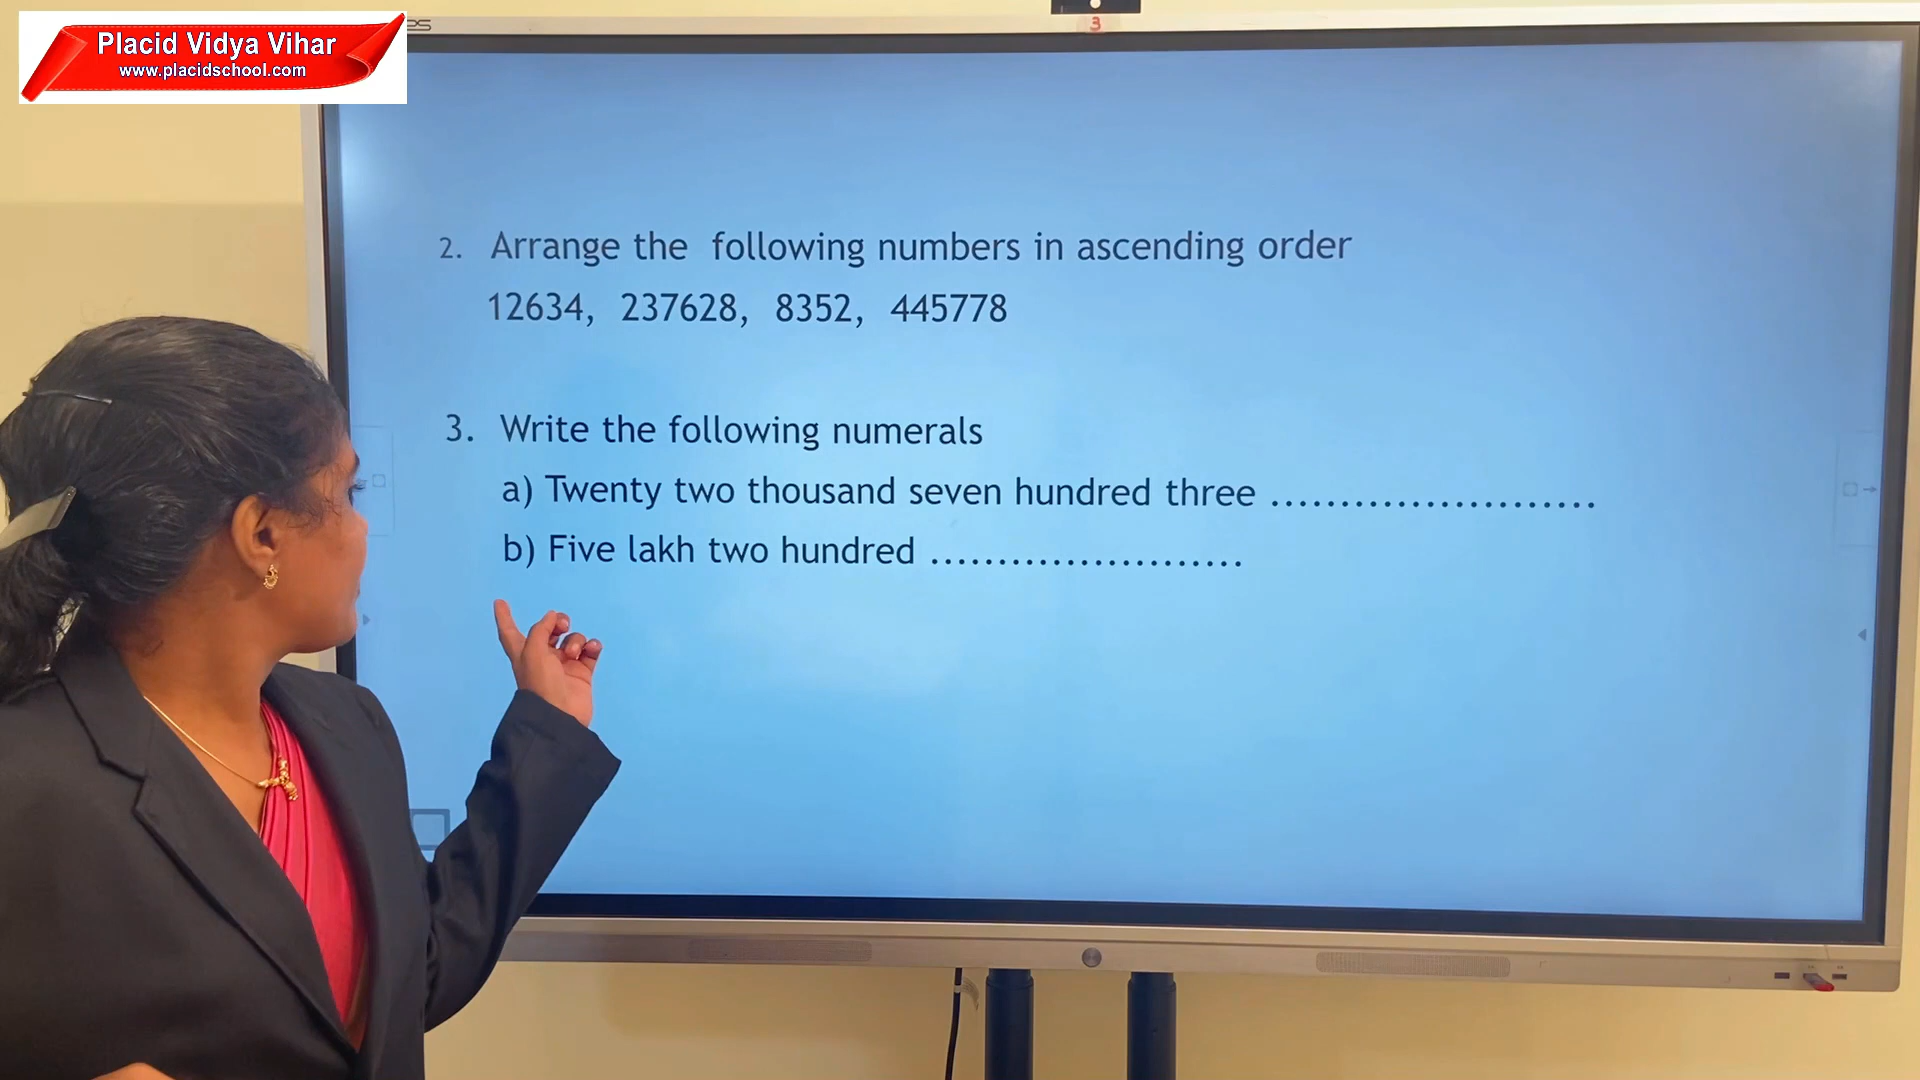 Placid Vidya Vihar
www.placidschool.com
3
2. Arrange the following numbers in ascending order
12634, 237628, 8352, 445778
3. Write the following numerals
a) Twenty two thousand seven hundred three .......................
b) Five lakh two hundred .......................